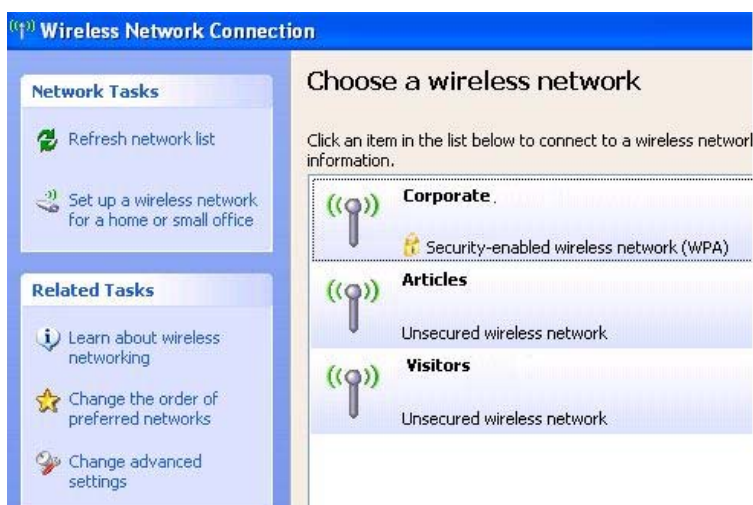 Wireless Network Connection
Network Tasks
Refresh network list
Set up a wireless network
for a home or small office
Related Tasks
Learn about wireless
networking
Change the order of
preferred networks
Change advanced
settings
Choose a wireless network
Click an item in the list below to connect to a wireless networ
information.
Corporate
Security-enabled wireless network (WPA)
Articles
Unsecured wireless network
Visitors
Unsecured wireless network